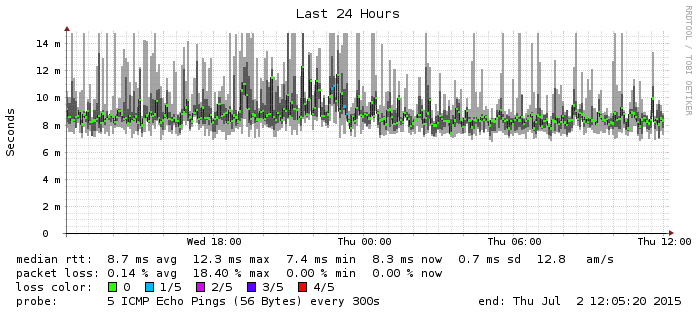 Last 24 Hours
RRDTOOL / TOBI OETIKER
Seconds
14 m
12 m
10 m
8 m
6 m
4 m
2 m
0
Wed 18:00 Thu 00:00 Thu 06:00 Thu 12:00
median rtt: 8.7 ms avg 12.3 ms max 7.4 ms min 8.3 ms now 0.7 ms sd 12.8 am/s
packet loss: 0.14 % avg 18.40 % max 0.00 % min 0.00 % now
loss color: 0 1/5 2/5 3/5 4/5
probe: 5 ICMP Echo Pings (56 Bytes) every 300s end: Thu Jul 2 12:05:20 2015